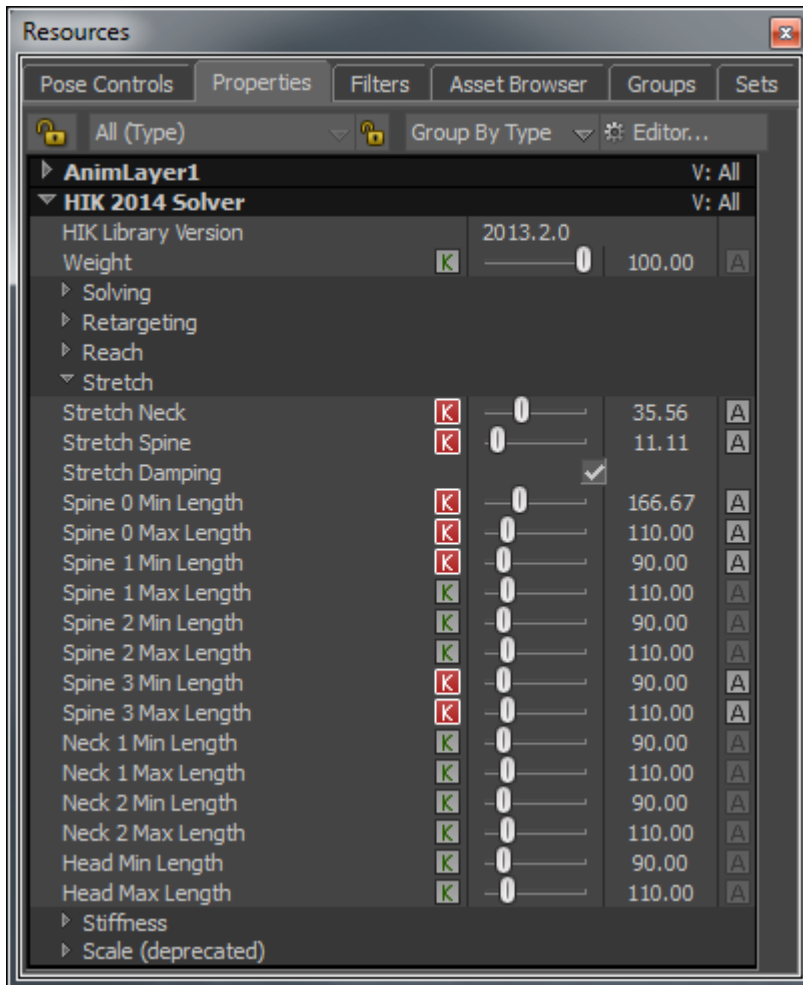 Resources
Pose Controls Properties Filters Asset Browser Groups Sets
All (Type) Group By Type Editor...
AnimLayer1 V: All
HIK 2014 Solver V: All
HIK Library Version 2013.2.0
Weight K 100.00 A
Solving
Retargeting
Reach
Stretch
Stretch Neck K 35.56 A
Stretch Spine K 11.11 A
Stretch Damping
Spine 0 Min Length K 166.67 A
Spine 0 Max Length K 110.00 A
Spine 1 Min Length K 90.00 A
Spine 1 Max Length K 110.00 A
Spine 2 Min Length K 90.00 A
Spine 2 Max Length K 110.00 A
Spine 3 Min Length K 90.00 A
Spine 3 Max Length K 110.00 A
Neck 1 Min Length K 90.00 A
Neck 1 Max Length K 110.00 A
Neck 2 Min Length K 90.00 A
Neck 2 Max Length K 110.00 A
Head Min Length K 90.00 A
Head Max Length K 110.00 A
Stiffness
Scale (deprecated)